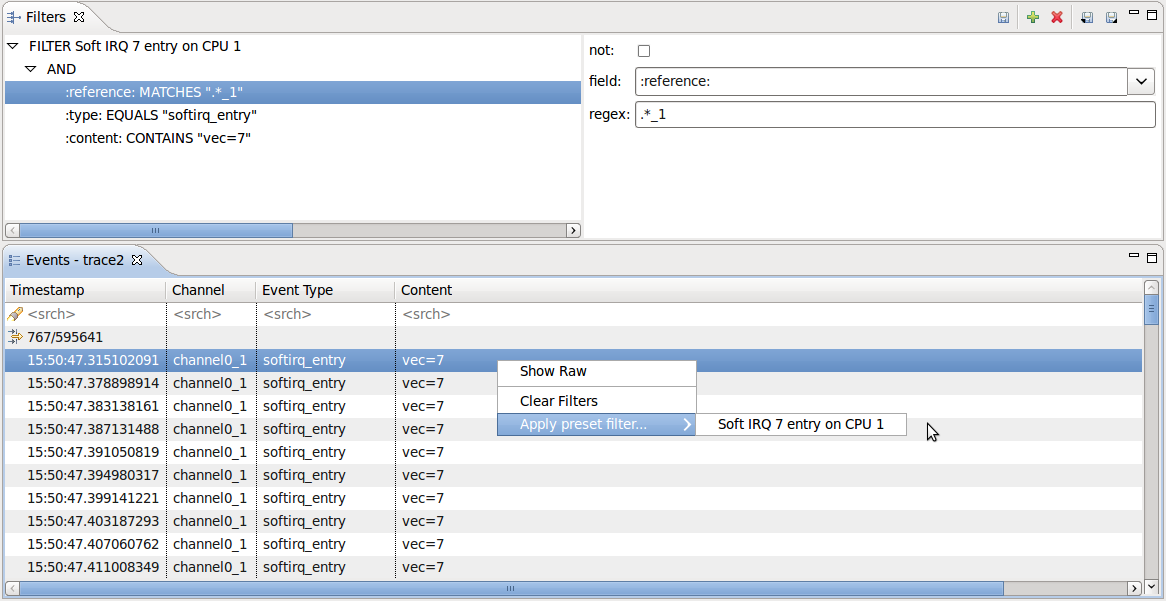 Filters
FILTER Soft IRQ 7 entry on CPU 1
AND
:reference: MATCHES ".*_1"
:type: EQUALS "softirq_entry"
:content: CONTAINS "vec=7"
not:
field: :reference:
regex: .*_1
Events - trace2
Timestamp Channel Event Type Content
<srch> <srch> <srch> <srch>
767/595641
15:50:47.315102091 channel0_1 softirq_entry vec=7
15:50:47.378898914 channel0_1 softirq_entry vec=7
15:50:47.383138161 channel0_1 softirq_entry vec=7
15:50:47.387131488 channel0_1 softirq_entry vec=7
15:50:47.391050819 channel0_1 softirq_entry vec=7
15:50:47.394980317 channel0_1 softirq_entry vec=7
15:50:47.399141221 channel0_1 softirq_entry vec=7
15:50:47.403187293 channel0_1 softirq_entry vec=7
15:50:47.407060762 channel0_1 softirq_entry vec=7
15:50:47.411008349 channel0_1 softirq_entry vec=7
Show Raw
Clear Filters
Apply preset filter...
Soft IRQ 7 entry on CPU 1